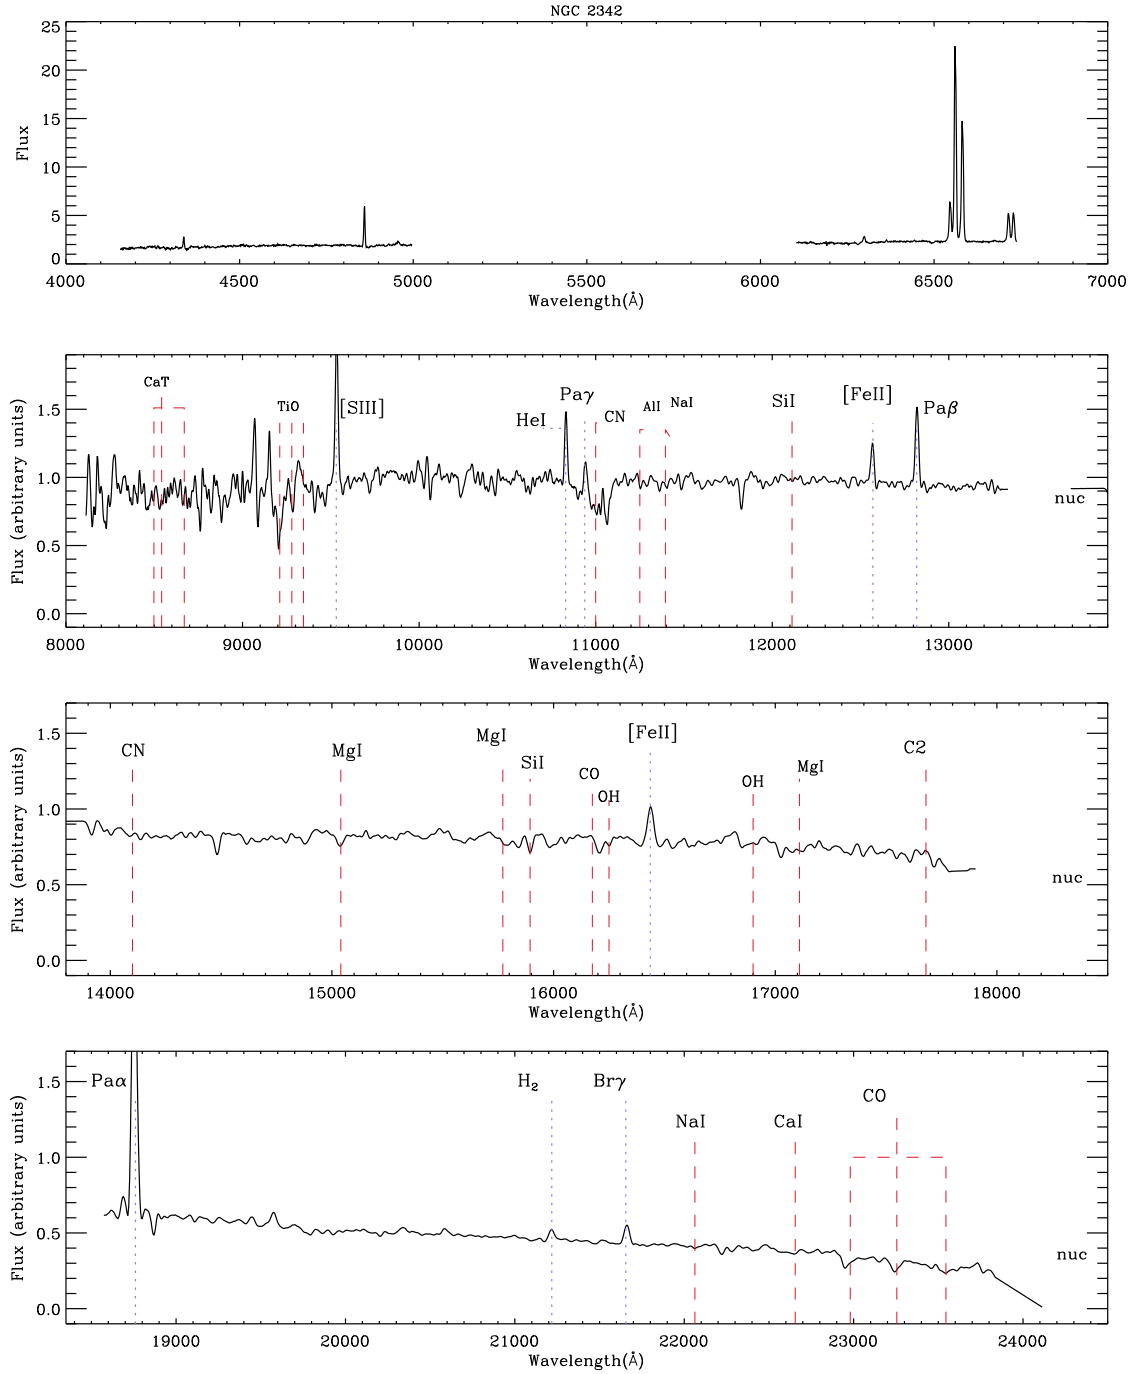 NGC 2342
25
20
15
10
5
0
Flux
4000 4500 5000 5500 6000 6500 7000
Wavelength(Å)
CaT
TiO
[SIII]
HeI
Paγ
CN
AlI
NaI
SiI
[FeII]
Paβ
nuc
1.5
1.0
0.5
0.0
Flux (arbitrary units)
8000 9000 10000 11000 12000 13000
Wavelength(Å)
CN
MgI
MgI
SiI
CO
OH
[FeII]
OH
MgI
C2
nuc
1.5
1.0
0.5
0.0
Flux (arbitrary units)
14000 15000 16000 17000 18000
Wavelength(Å)
Paα
H₂
Brγ
NaI
CaI
CO
nuc
1.5
1.0
0.5
0.0
Flux (arbitrary units)
19000 20000 21000 22000 23000 24000
Wavelength(Å)